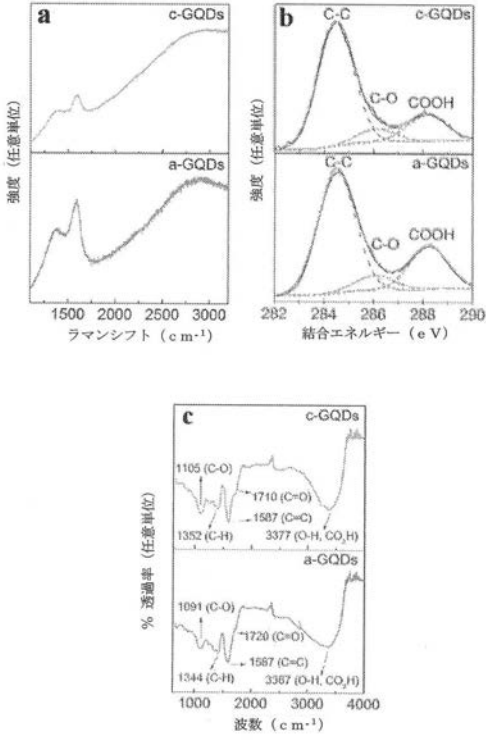 a
c-GQDs
a-GQDs
強度（任意単位）
1500 2000 2500 3000
ラマンシフト（cm-1）
b
C-C
c-GQDs
C-O
COOH
C-C
a-GQDs
C-O
COOH
強度（任意単位）
282 284 286 288 290
結合エネルギー（eV）
c
c-GQDs
1105 (C-O)
1710 (C=O)
1587 (C=C)
1352 (C-H)
3377 (O-H, CO2H)
a-GQDs
1091 (C-O)
1720 (C=O)
1587 (C=C)
1344 (C-H)
3367 (O-H, CO2H)
% 透過率（任意単位）
1000 2000 3000 4000
波数（cm-1）